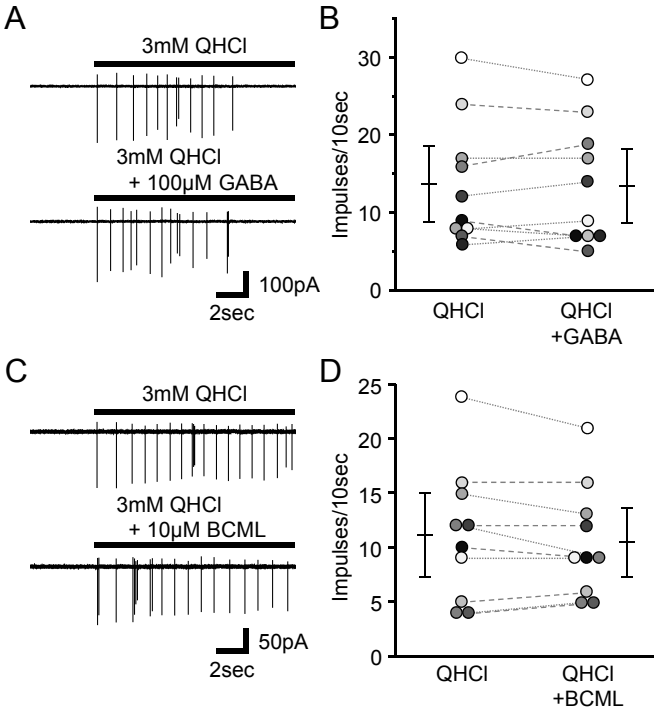 A
3mM QHCl
3mM QHCl
+ 100µM GABA
100pA
2sec
B
30
20
10
0
Impulses/10sec
QHCl
QHCl
+GABA
C
3mM QHCl
3mM QHCl
+ 10µM BCML
50pA
2sec
D
25
20
15
10
5
0
Impulses/10sec
QHCl
QHCl
+BCML